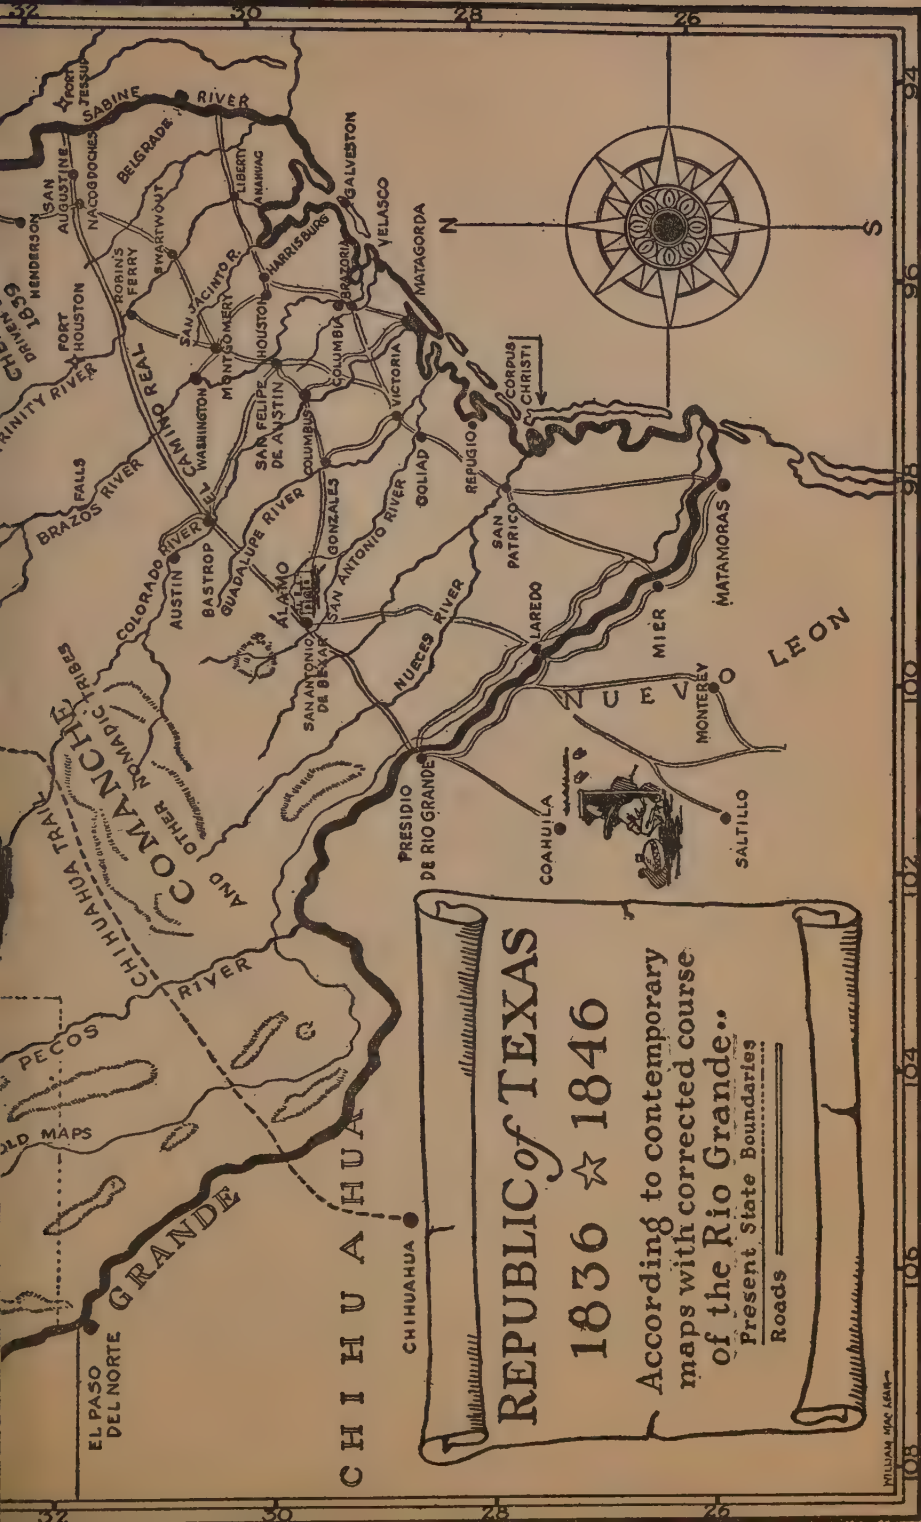 REPUBLIC of TEXAS
1836 ☆ 1846
According to contemporary
maps with corrected course
of the Rio Grande..
Present State Boundaries
Roads
WILLIAM MAC LEAN
32
30
28
26
94
96
98
100
102
104
106
108
32
30
28
26
N
S
FORT
JESSUP
SABINE RIVER
SAN
AUGUSTINE
NACOGDOCHES
BELGRADE
HENDERSON
DRIVEN
1839
FORT
HOUSTON
ROBIN'S
FERRY
SWARTWOUT
LIBERTY
ANAHUAC
GALVESTON
VELASCO
MATAGORDA
HARRISBURG
SAN JACINTO R.
MONTGOMERY
HOUSTON
BRAZORIA
COLUMBIA
TRINITY RIVER
EL CAMINO REAL
WASHINGTON
SAN FELIPE
DE AUSTIN
COLUMBUS
VICTORIA
CORPUS
CHRISTI
REFUGIO
GOLIAD
FALLS
BRAZOS RIVER
COLORADO RIVER
AUSTIN
BASTROP
GUADALUPE RIVER
GONZALES
SAN ANTONIO RIVER
SAN
PATRICO
ALAMO
SAN ANTONIO
DE BEXAR
NUECES RIVER
LAREDO
MIER
MATAMORAS
NUEVO LEON
MONTEREY
SALTILLO
COAHUILA
PRESIDIO
DE RIO GRANDE
COMANCHE
AND OTHER NOMADIC TRIBES
CHIHUAHUA TRAIL
PECOS RIVER
OLD MAPS
GRANDE
EL PASO
DEL NORTE
CHIHUAHUA
CHIHUAHUA